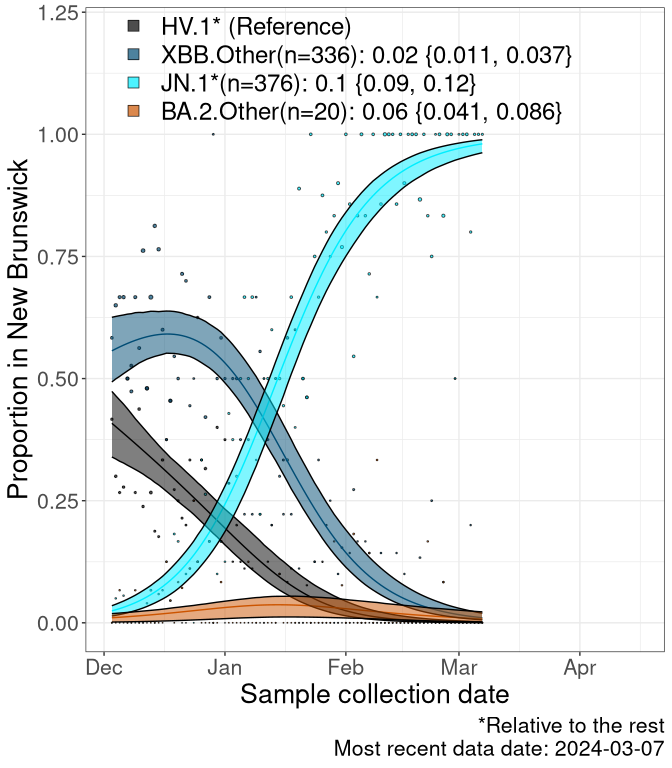 HV.1* (Reference)
XBB.Other(n=336): 0.02 {0.011, 0.037}
JN.1*(n=376): 0.1 {0.09, 0.12}
BA.2.Other(n=20): 0.06 {0.041, 0.086}
1.25
1.00
0.75
0.50
0.25
0.00
Proportion in New Brunswick
Dec Jan Feb Mar Apr
Sample collection date
*Relative to the rest
Most recent data date: 2024-03-07